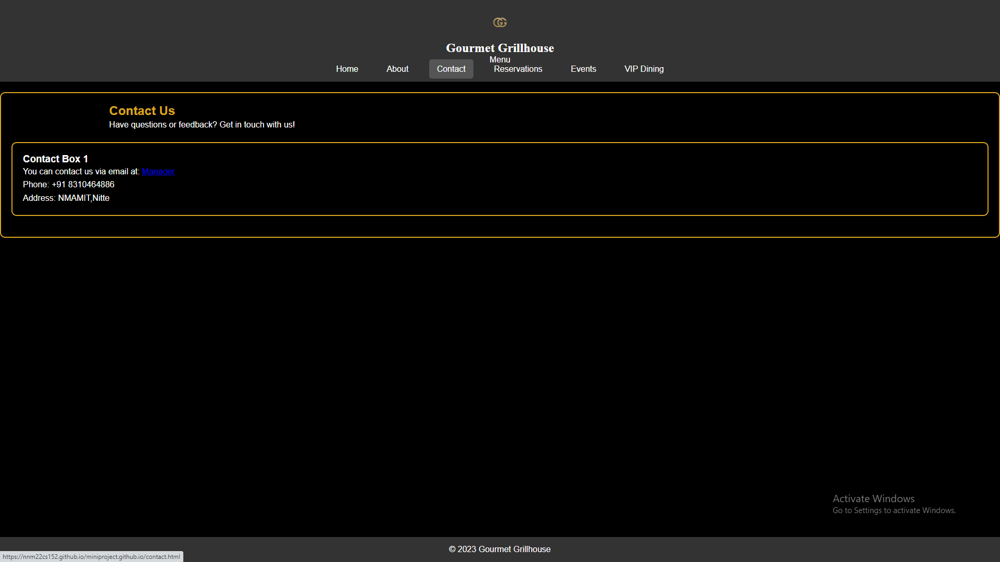 GG
Gourmet Grillhouse
Menu
Home About Contact Reservations Events VIP Dining
Contact Us
Have questions or feedback? Get in touch with us!
Contact Box 1
You can contact us via email at: Manager
Phone: +91 8310464886
Address: NMAMIT,Nitte
Activate Windows
Go to Settings to activate Windows.
© 2023 Gourmet Grillhouse
https://nnm22cs152.github.io/miniproject.github.io/contact.html